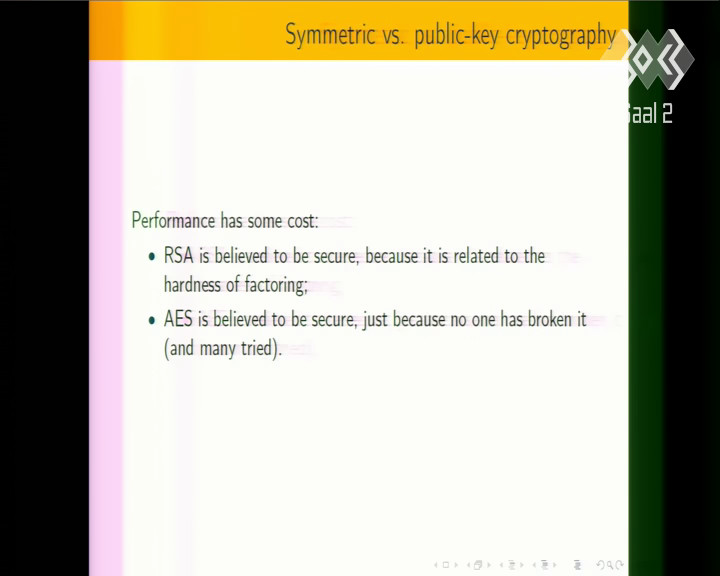 Symmetric vs. public-key cryptography
Saal 2
Performance has some cost:
• RSA is believed to be secure, because it is related to the
hardness of factoring;
• AES is believed to be secure, just because no one has broken it
(and many tried).